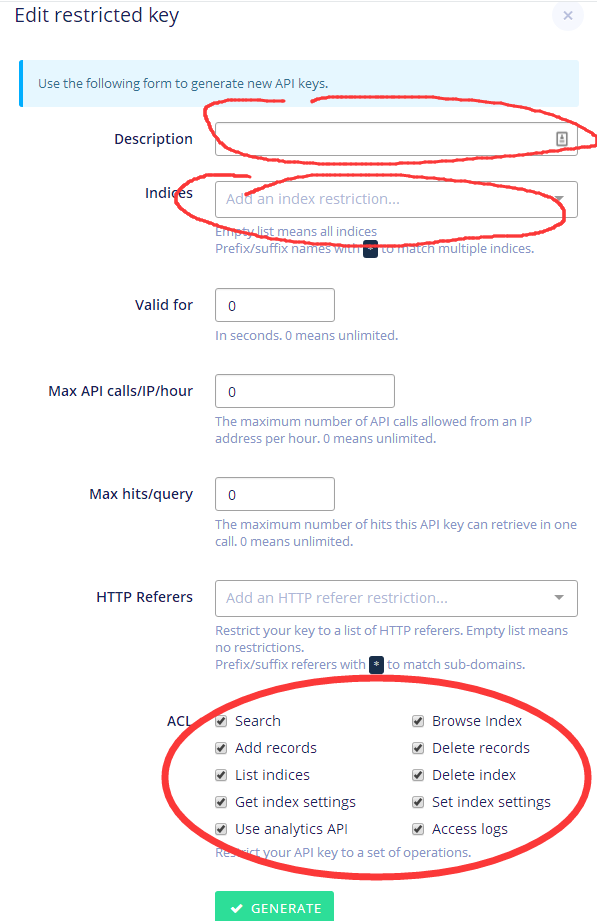 Edit restricted key
×
Use the following form to generate new API keys.
Description
Indices Add an index restriction...
Empty list means all indices
Prefix/suffix names with * to match multiple indices.
Valid for 0
In seconds. 0 means unlimited.
Max API calls/IP/hour 0
The maximum number of API calls allowed from an IP
address per hour. 0 means unlimited.
Max hits/query 0
The maximum number of hits this API key can retrieve in one
call. 0 means unlimited.
HTTP Referers Add an HTTP referer restriction...
Restrict your key to a list of HTTP referers. Empty list means
no restrictions.
Prefix/suffix referers with * to match sub-domains.
ACL Search Browse Index
Add records Delete records
List indices Delete index
Get index settings Set index settings
Use analytics API Access logs
Restrict your API key to a set of operations.
GENERATE